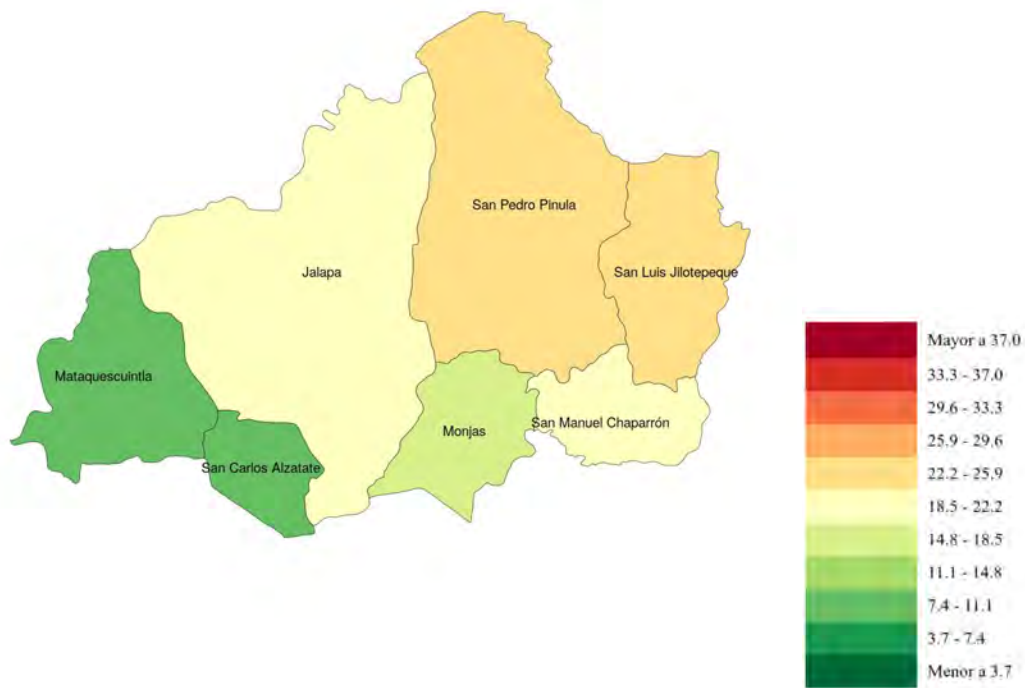 San Pedro Pinula
San Luis Jilotepeque
Jalapa
Mataquescuintla
San Manuel Chaparrón
Monjas
San Carlos Alzatate
Mayor a 37.0
33.3 - 37.0
29.6 - 33.3
25.9 - 29.6
22.2 - 25.9
18.5 - 22.2
14.8 - 18.5
11.1 - 14.8
7.4 - 11.1
3.7 - 7.4
Menor a 3.7